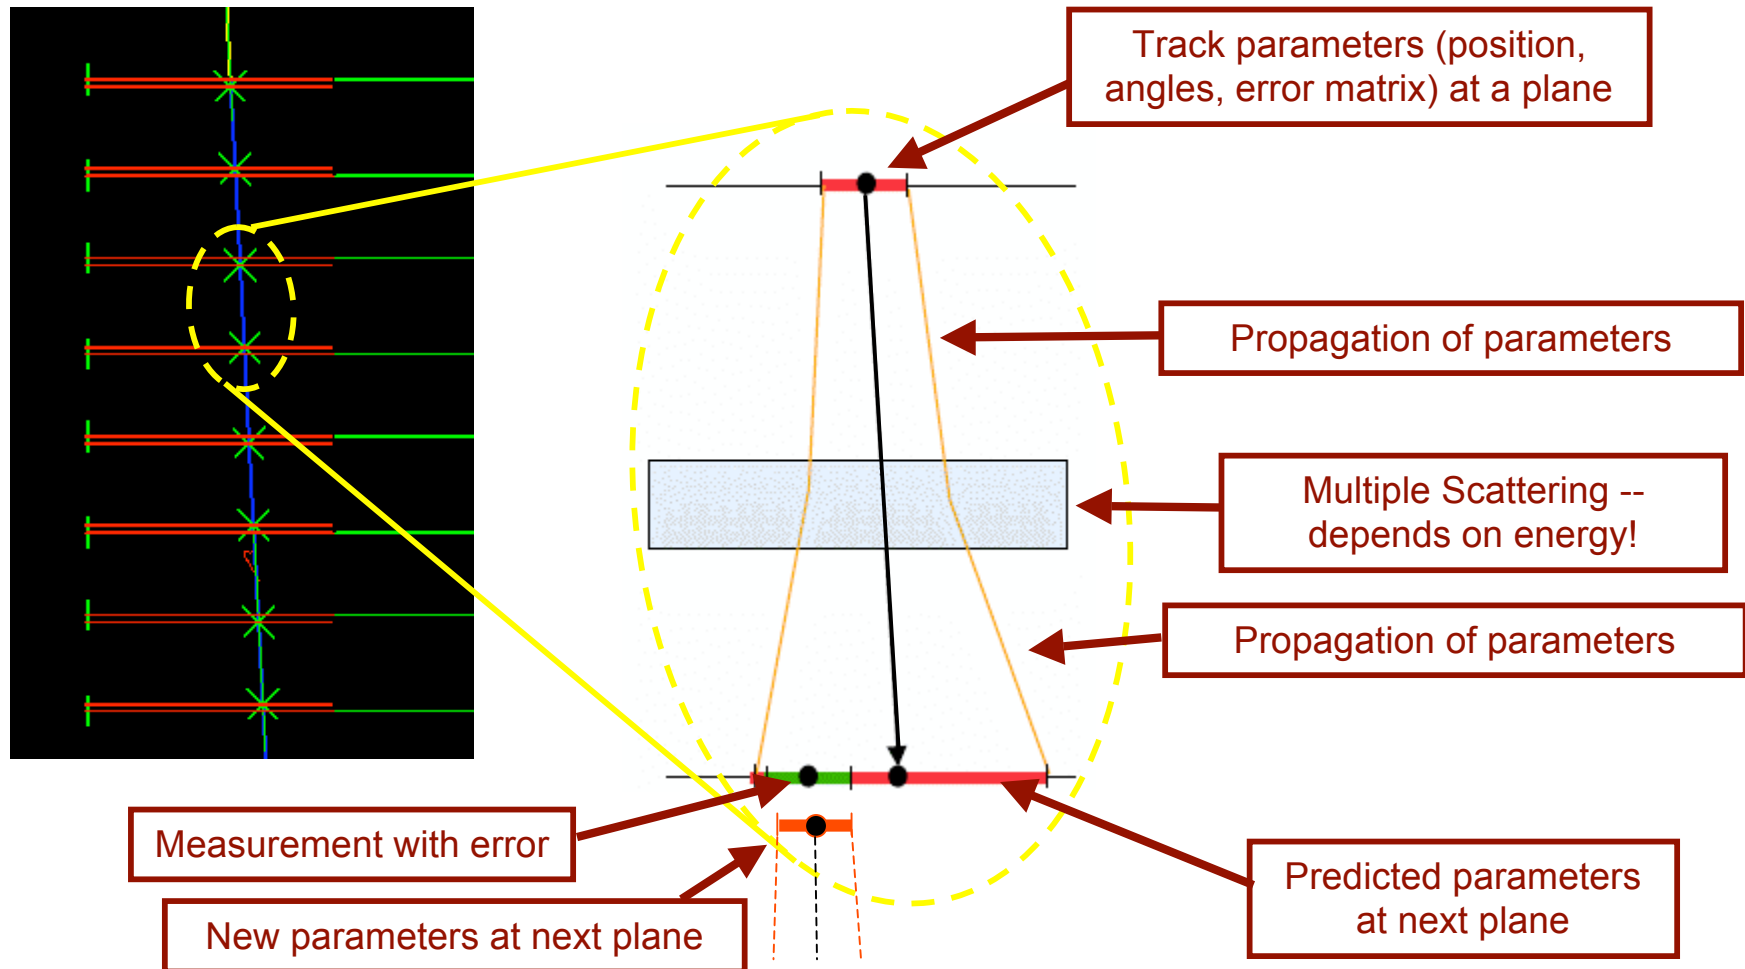 Track parameters (position,
angles, error matrix) at a plane
Propagation of parameters
Multiple Scattering --
depends on energy!
Propagation of parameters
Measurement with error
Predicted parameters
at next plane
New parameters at next plane